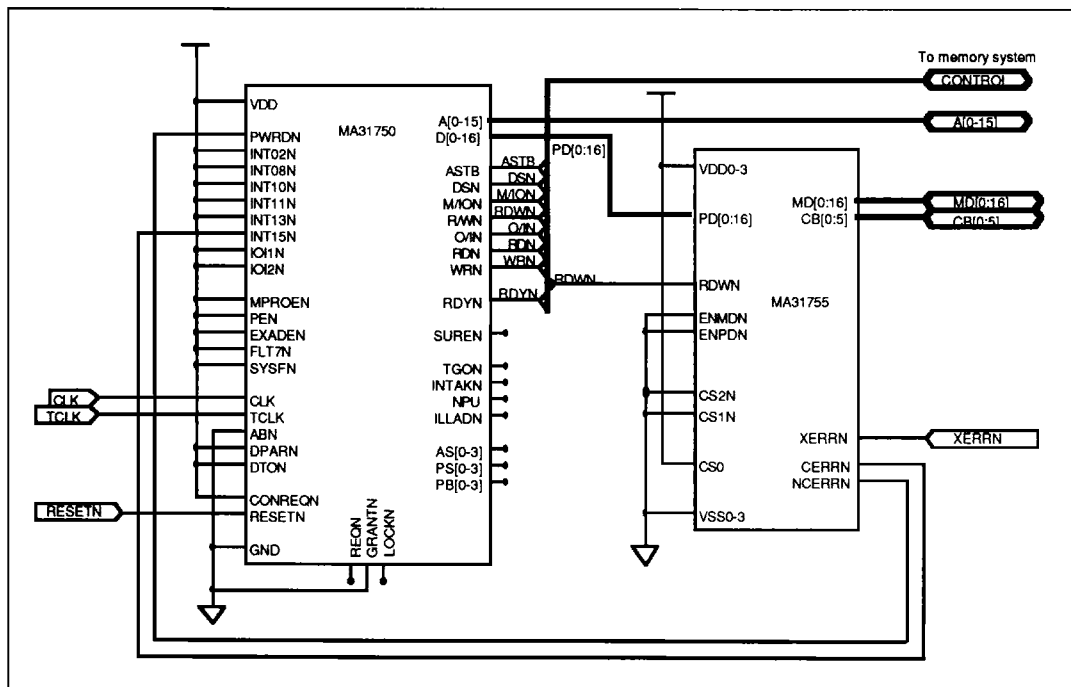 To memory system
CONTROL
A[0-15]
MD[0:16]
CB[0:5]
XERRN
CLK
TCLK
RESETN
MA31750
VDD
PWRDN
INT02N
INT08N
INT10N
INT11N
INT13N
INT15N
IOI1N
IOI2N
MPROEN
PEN
EXADEN
FLT7N
SYSFN
CLK
TCLK
ABN
DPARN
DTON
CONREQN
RESETN
GND
REQN
GRANTN
LOCKN
A[0-15]
D[0-16]
ASTB
DSN
M/ION
R/WN
O/IN
RDN
WRN
RDYN
SUREN
TGON
INTAKN
NPU
ILLADN
AS[0-3]
PS[0-3]
PB[0-3]
ASTB
DSN
M/ION
RDWN
O/IN
RDN
WRN
RDYN
PD[0:16]
RDWN
VDD0-3
PD[0:16]
RDWN
MA31755
ENMDN
ENPDN
CS2N
CS1N
CS0
VSS0-3
MD[0:16]
CB[0:5]
XERRN
CERRN
NCERRN